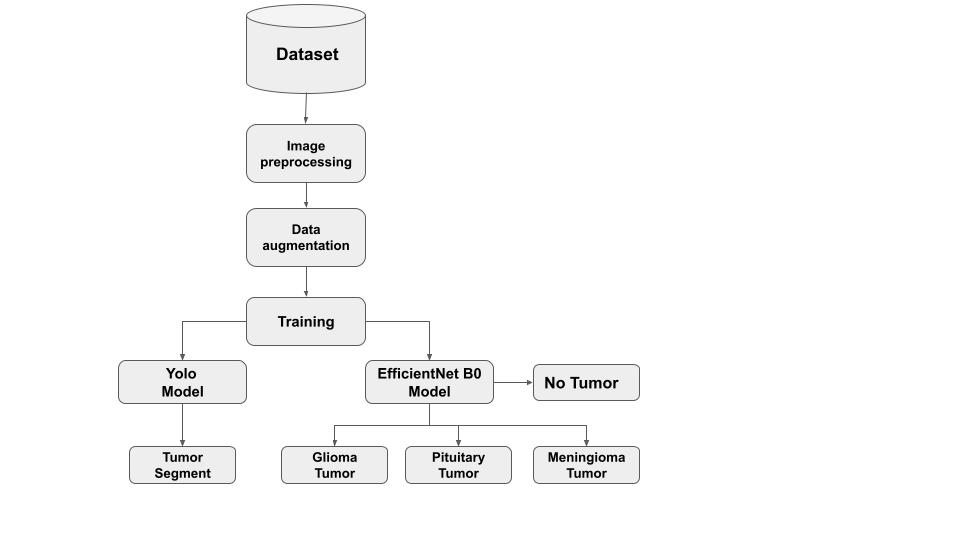 Dataset
Image
preprocessing
Data
augmentation
Training
Yolo
Model
EfficientNet B0
Model
No Tumor
Tumor
Segment
Glioma
Tumor
Pituitary
Tumor
Meningioma
Tumor